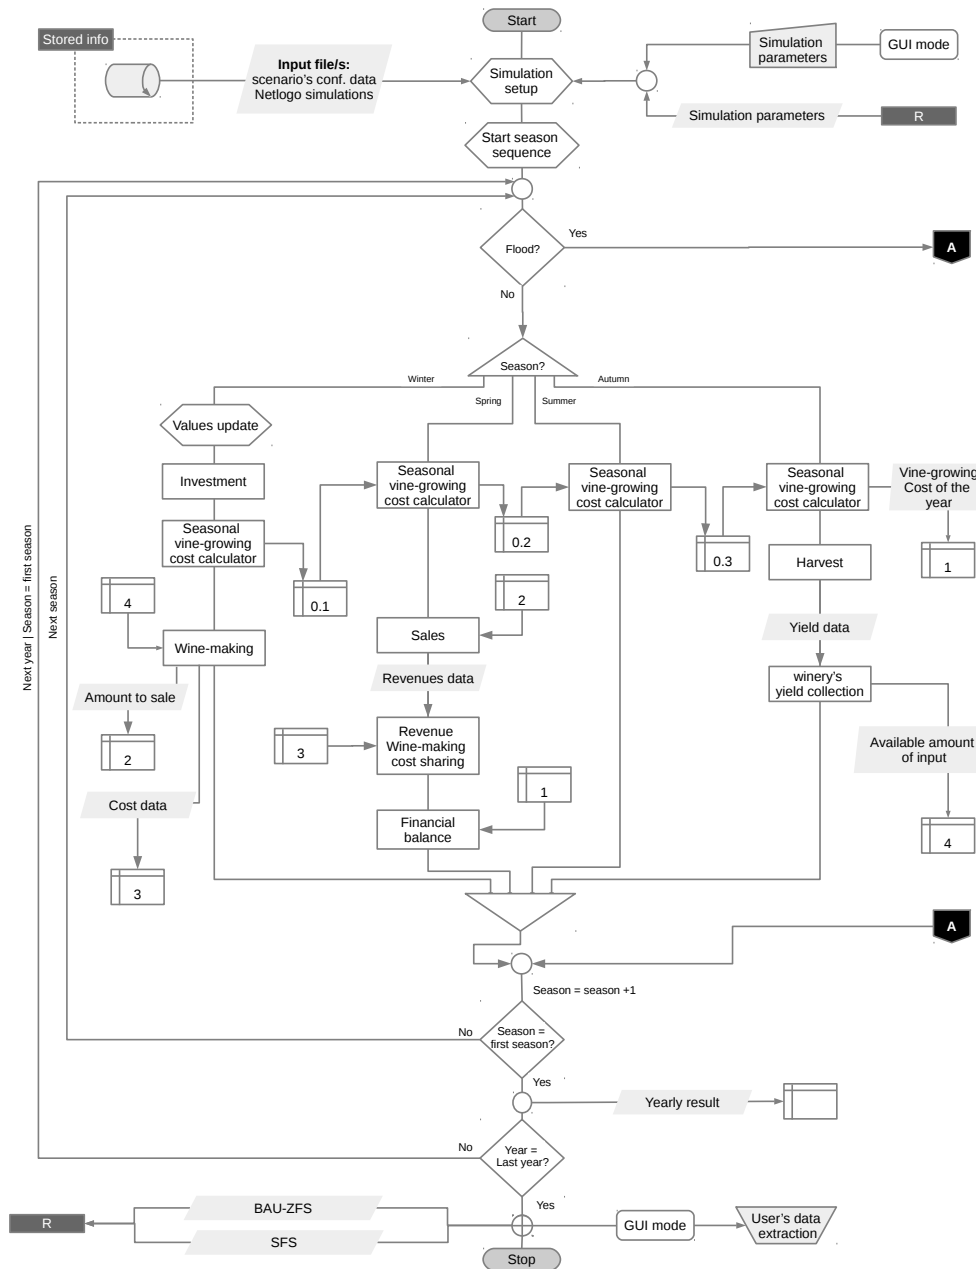 Start
Stored info
Input file/s:
scenario's conf. data
Netlogo simulations
Simulation
setup
Simulation
parameters
GUI mode
Simulation parameters
R
Start season
sequence
Flood?
Yes
A
No
Season?
Winter
Spring
Summer
Autumn
Values update
Investment
Seasonal
vine-growing
cost calculator
Seasonal
vine-growing
cost calculator
Seasonal
vine-growing
cost calculator
Seasonal
vine-growing
cost calculator
Vine-growing
Cost of the
year
0.1
0.2
0.3
1
Harvest
4
2
Wine-making
Sales
Yield data
Amount to sale
Revenues data
winery's
yield collection
2
3
Revenue
Wine-making
cost sharing
Available amount
of input
1
Cost data
Financial
balance
4
3
Next year | Season = first season
Next season
A
Season = season +1
Season =
first season?
No
Yes
Yearly result
Year =
Last year?
No
Yes
BAU-ZFS
R
SFS
GUI mode
User's data
extraction
Stop